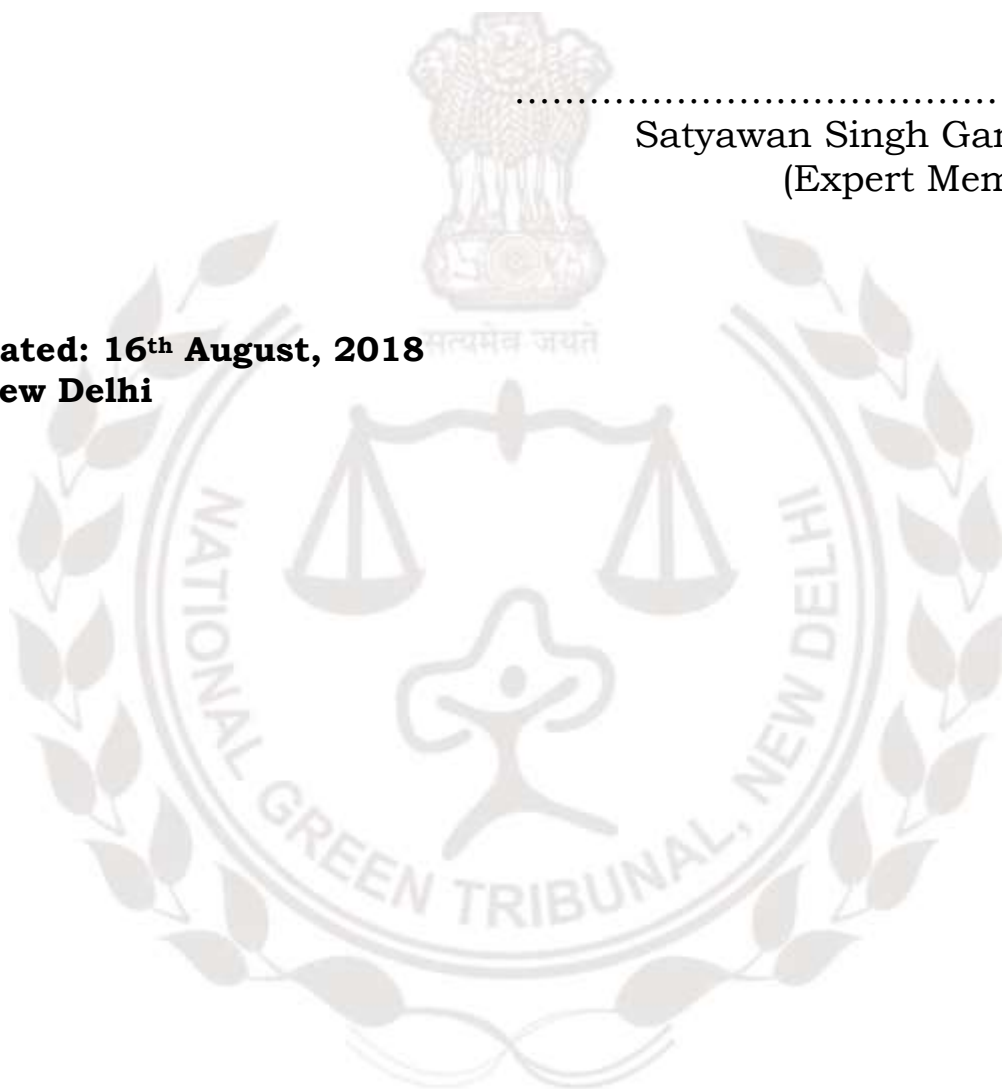 ........................................
Satyawan Singh Gar
(Expert Mem
ated: 16th August, 2018
ew Delhi
सत्यमेव जयते
NATIONAL GREEN TRIBUNAL, NEW DELHI